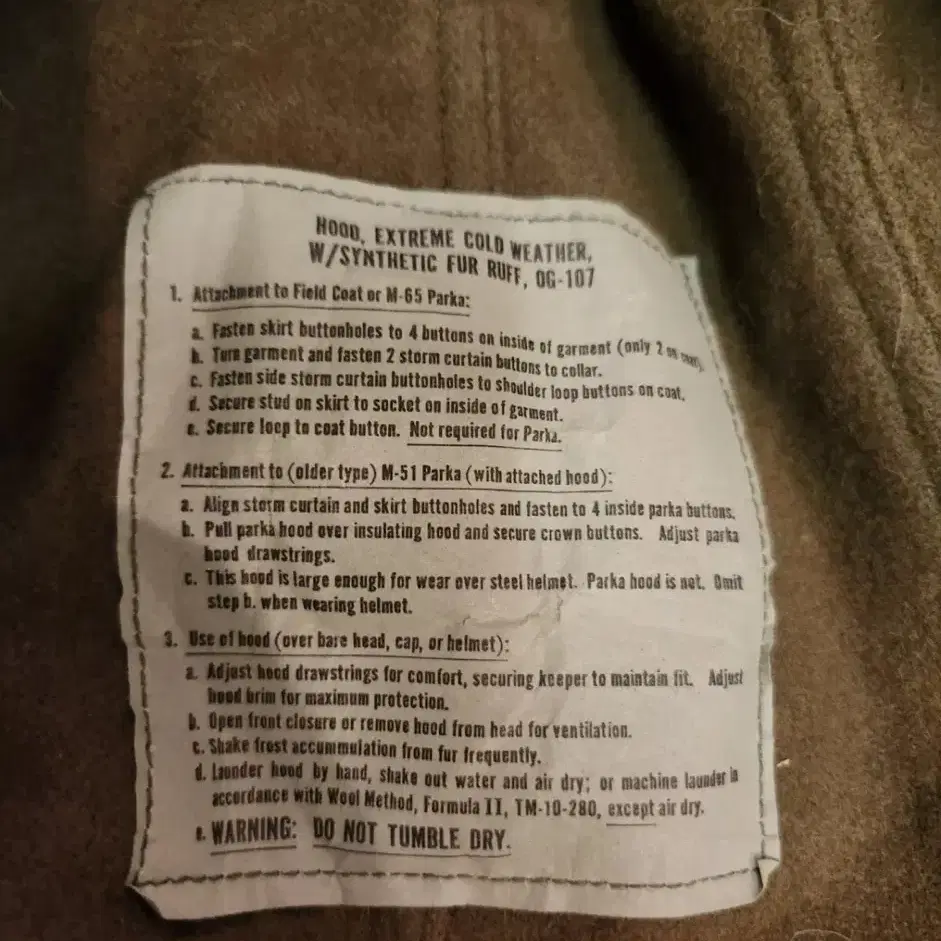 HOOD, EXTREME COLD WEATHER,
W/SYNTHETIC FUR RUFF, OG-107
1. Attachment to Field Coat or M-65 Parka:
a. Fasten skirt buttonholes to 4 buttons on inside of garment (only 2 on
b. Turn garment and fasten 2 storm curtain buttons to collar.
c. Fasten side storm curtain buttonholes to shoulder loop buttons on coat.
d. Secure stud on skirt to socket on inside of garment.
e. Secure loop to coat button. Not required for Parka.
2. Attachment to (older type) M-51 Parka (with attached hood):
a. Align storm curtain and skirt buttonholes and fasten to 4 inside parka buttons.
b. Pull parka hood over insulating hood and secure crown buttons. Adjust parka
hood drawstrings.
c. This hood is large enough for wear over steel helmet. Parka hood is not. Omit
step b. when wearing helmet.
3. Use of hood (over bare head, cap, or helmet):
a. Adjust hood drawstrings for comfort, securing keeper to maintain fit. Adjust
hood brim for maximum protection.
b. Open front closure or remove hood from head for ventilation.
c. Shake frost accummulation from fur frequently.
d. Launder hood by hand, shake out water and air dry; or machine launder in
accordance with Wool Method, Formula II, TM-10-280, except air dry.
e. WARNING: DO NOT TUMBLE DRY.